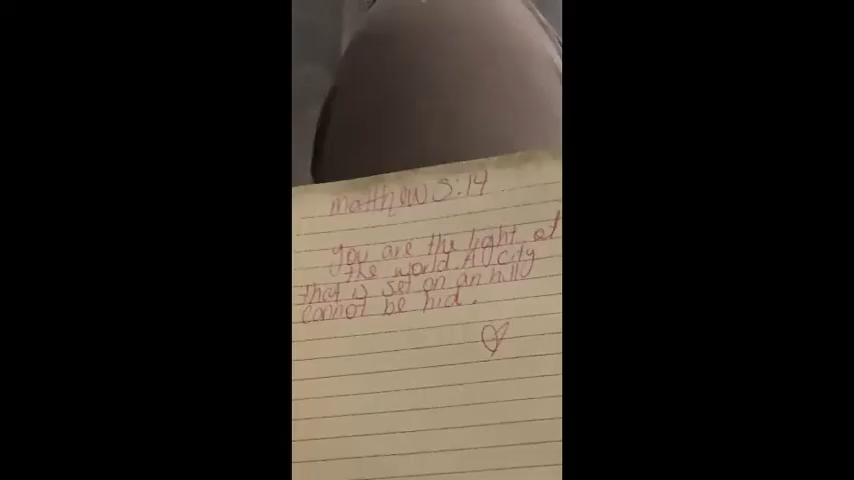 Matthew 5:14
you are the light of
the world. A city
that is set on an hilly
cannot be hid.